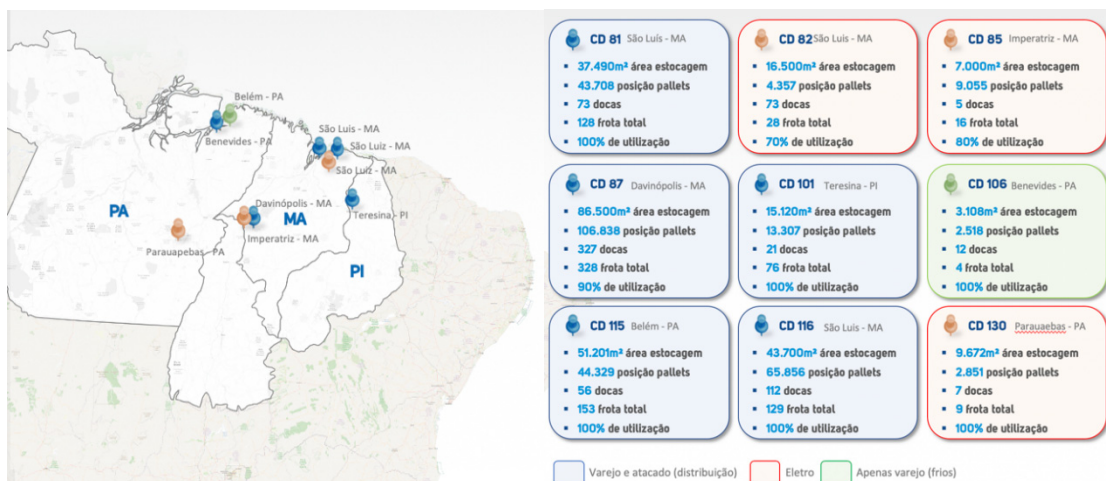 Belém - PA
Benevides - PA
São Luis - MA
São Luiz - MA
São Luiz - MA
Davinópolis - MA
PA
MA
Teresina - PI
Imperatriz - MA
Parauapebas - PA
PI
CD 81 São Luís - MA
37.490m² área estocagem
43.708 posição pallets
73 docas
128 frota total
100% de utilização
CD 82 São Luis - MA
16.500m² área estocagem
4.357 posição pallets
73 docas
28 frota total
70% de utilização
CD 85 Imperatriz - MA
7.000m² área estocagem
9.055 posição pallets
5 docas
16 frota total
80% de utilização
CD 87 Davinópolis - MA
86.500m² área estocagem
106.838 posição pallets
327 docas
328 frota total
90% de utilização
CD 101 Teresina - PI
15.120m² área estocagem
13.307 posição pallets
21 docas
76 frota total
100% de utilização
CD 106 Benevides - PA
3.108m² área estocagem
2.518 posição pallets
12 docas
4 frota total
100% de utilização
CD 115 Belém - PA
51.201m² área estocagem
44.329 posição pallets
56 docas
153 frota total
100% de utilização
CD 116 São Luis - MA
43.700m² área estocagem
65.856 posição pallets
112 docas
129 frota total
100% de utilização
CD 130 Parauaebas - PA
9.672m² área estocagem
2.851 posição pallets
7 docas
9 frota total
100% de utilização
Varejo e atacado (distribuição)
Eletro
Apenas varejo (frios)